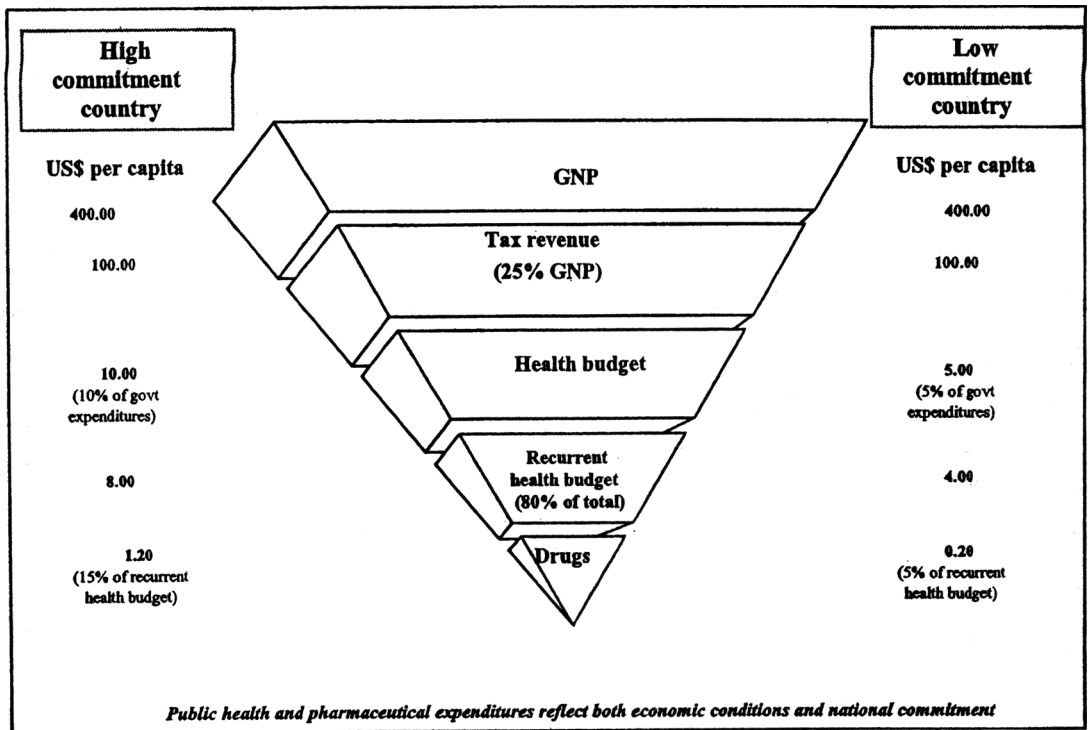 High
commitment
country
US$ per capita
400.00
100.00
10.00
(10% of govt
expenditures)
8.00
1.20
(15% of recurrent
health budget)
GNP
Tax revenue
(25% GNP)
Health budget
Recurrent
health budget
(80% of total)
Drugs
Low
commitment
country
US$ per capita
400.00
100.00
5.00
(5% of govt
expenditures)
4.00
0.20
(5% of recurrent
health budget)
Public health and pharmaceutical expenditures reflect both economic conditions and national commitment